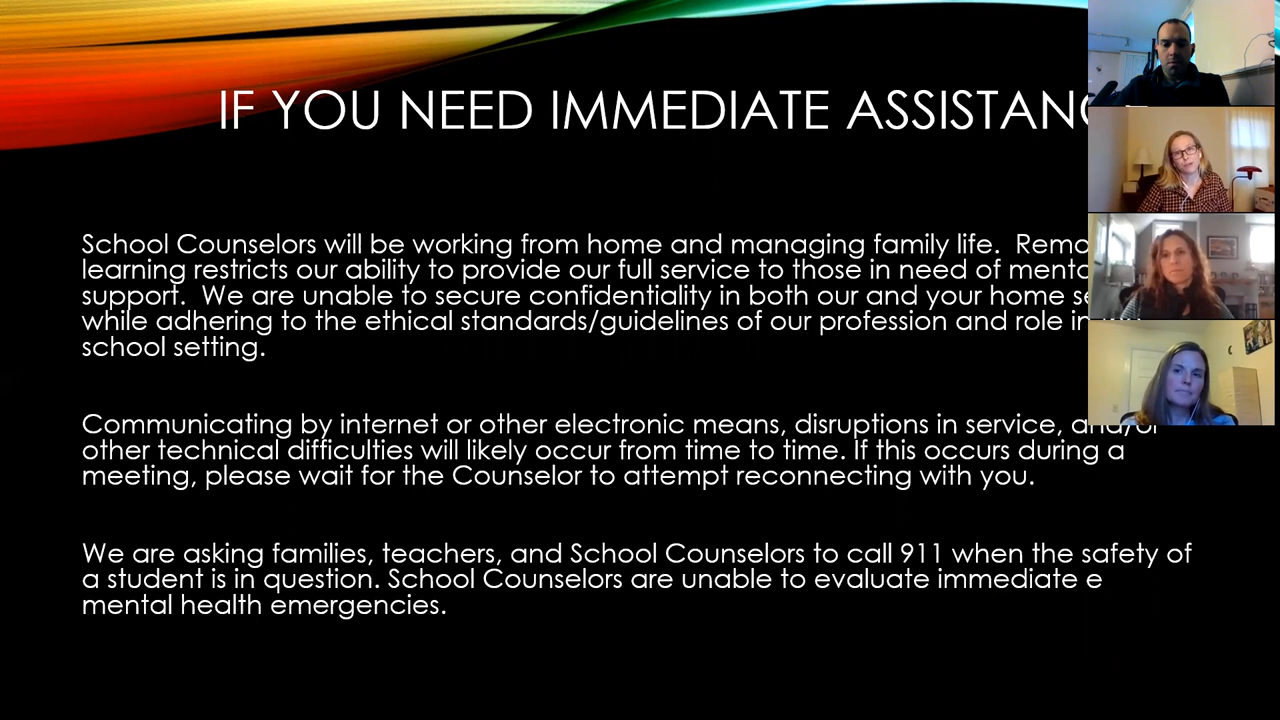 IF YOU NEED IMMEDIATE
School Counselors will be working from home and managing family life.
learning restricts our ability to provide our full service to those in need of
support. We are unable to secure confidentiality in both our and your home
while adhering to the ethical standards/guidelines of our profession and role in
school setting.
Communicating by internet or other electronic means, disruptions in service, and/or
other technical difficulties will likely occur from time to time. If this occurs during a
meeting, please wait for the Counselor to attempt reconnecting with you.
We are asking families, teachers, and School Counselors to call 911 when the safety of
a student is in question. School Counselors are unable to evaluate immediate e
mental health emergencies.